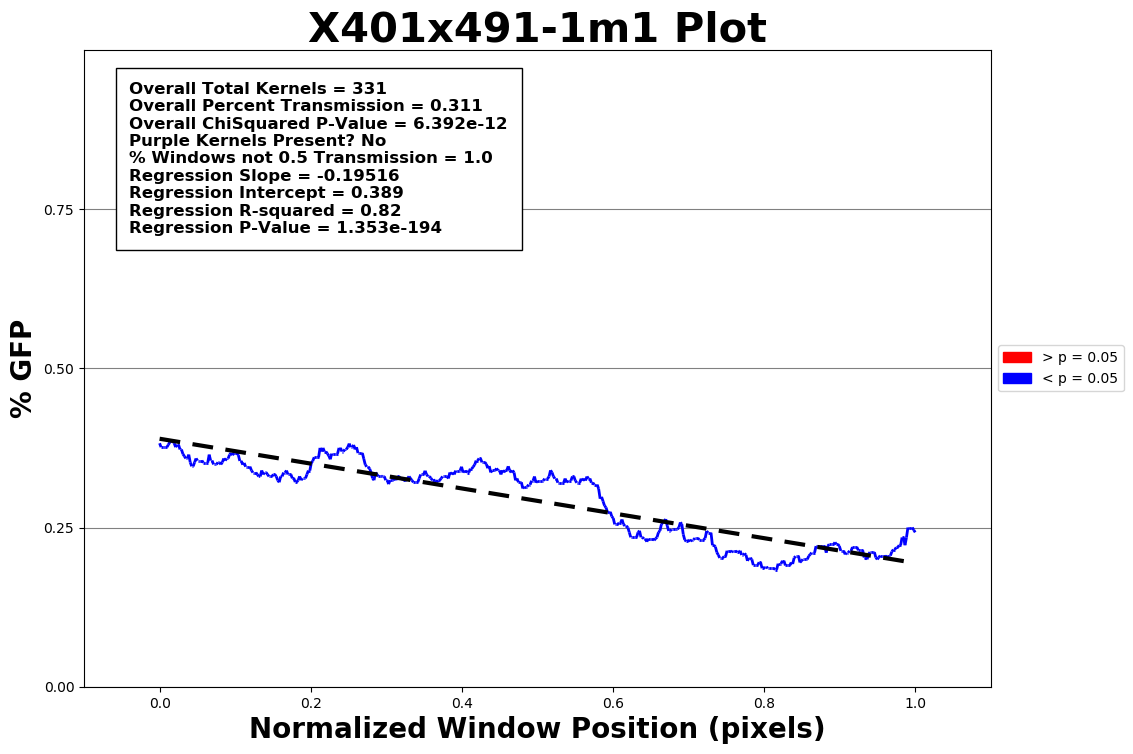 X401x491-1m1 Plot
Overall Total Kernels = 331
Overall Percent Transmission = 0.311
Overall ChiSquared P-Value = 6.392e-12
Purple Kernels Present? No
% Windows not 0.5 Transmission = 1.0
Regression Slope = -0.19516
Regression Intercept = 0.389
Regression R-squared = 0.82
Regression P-Value = 1.353e-194
% GFP
0.75
0.50
0.25
0.00
> p = 0.05
< p = 0.05
0.0 0.2 0.4 0.6 0.8 1.0
Normalized Window Position (pixels)